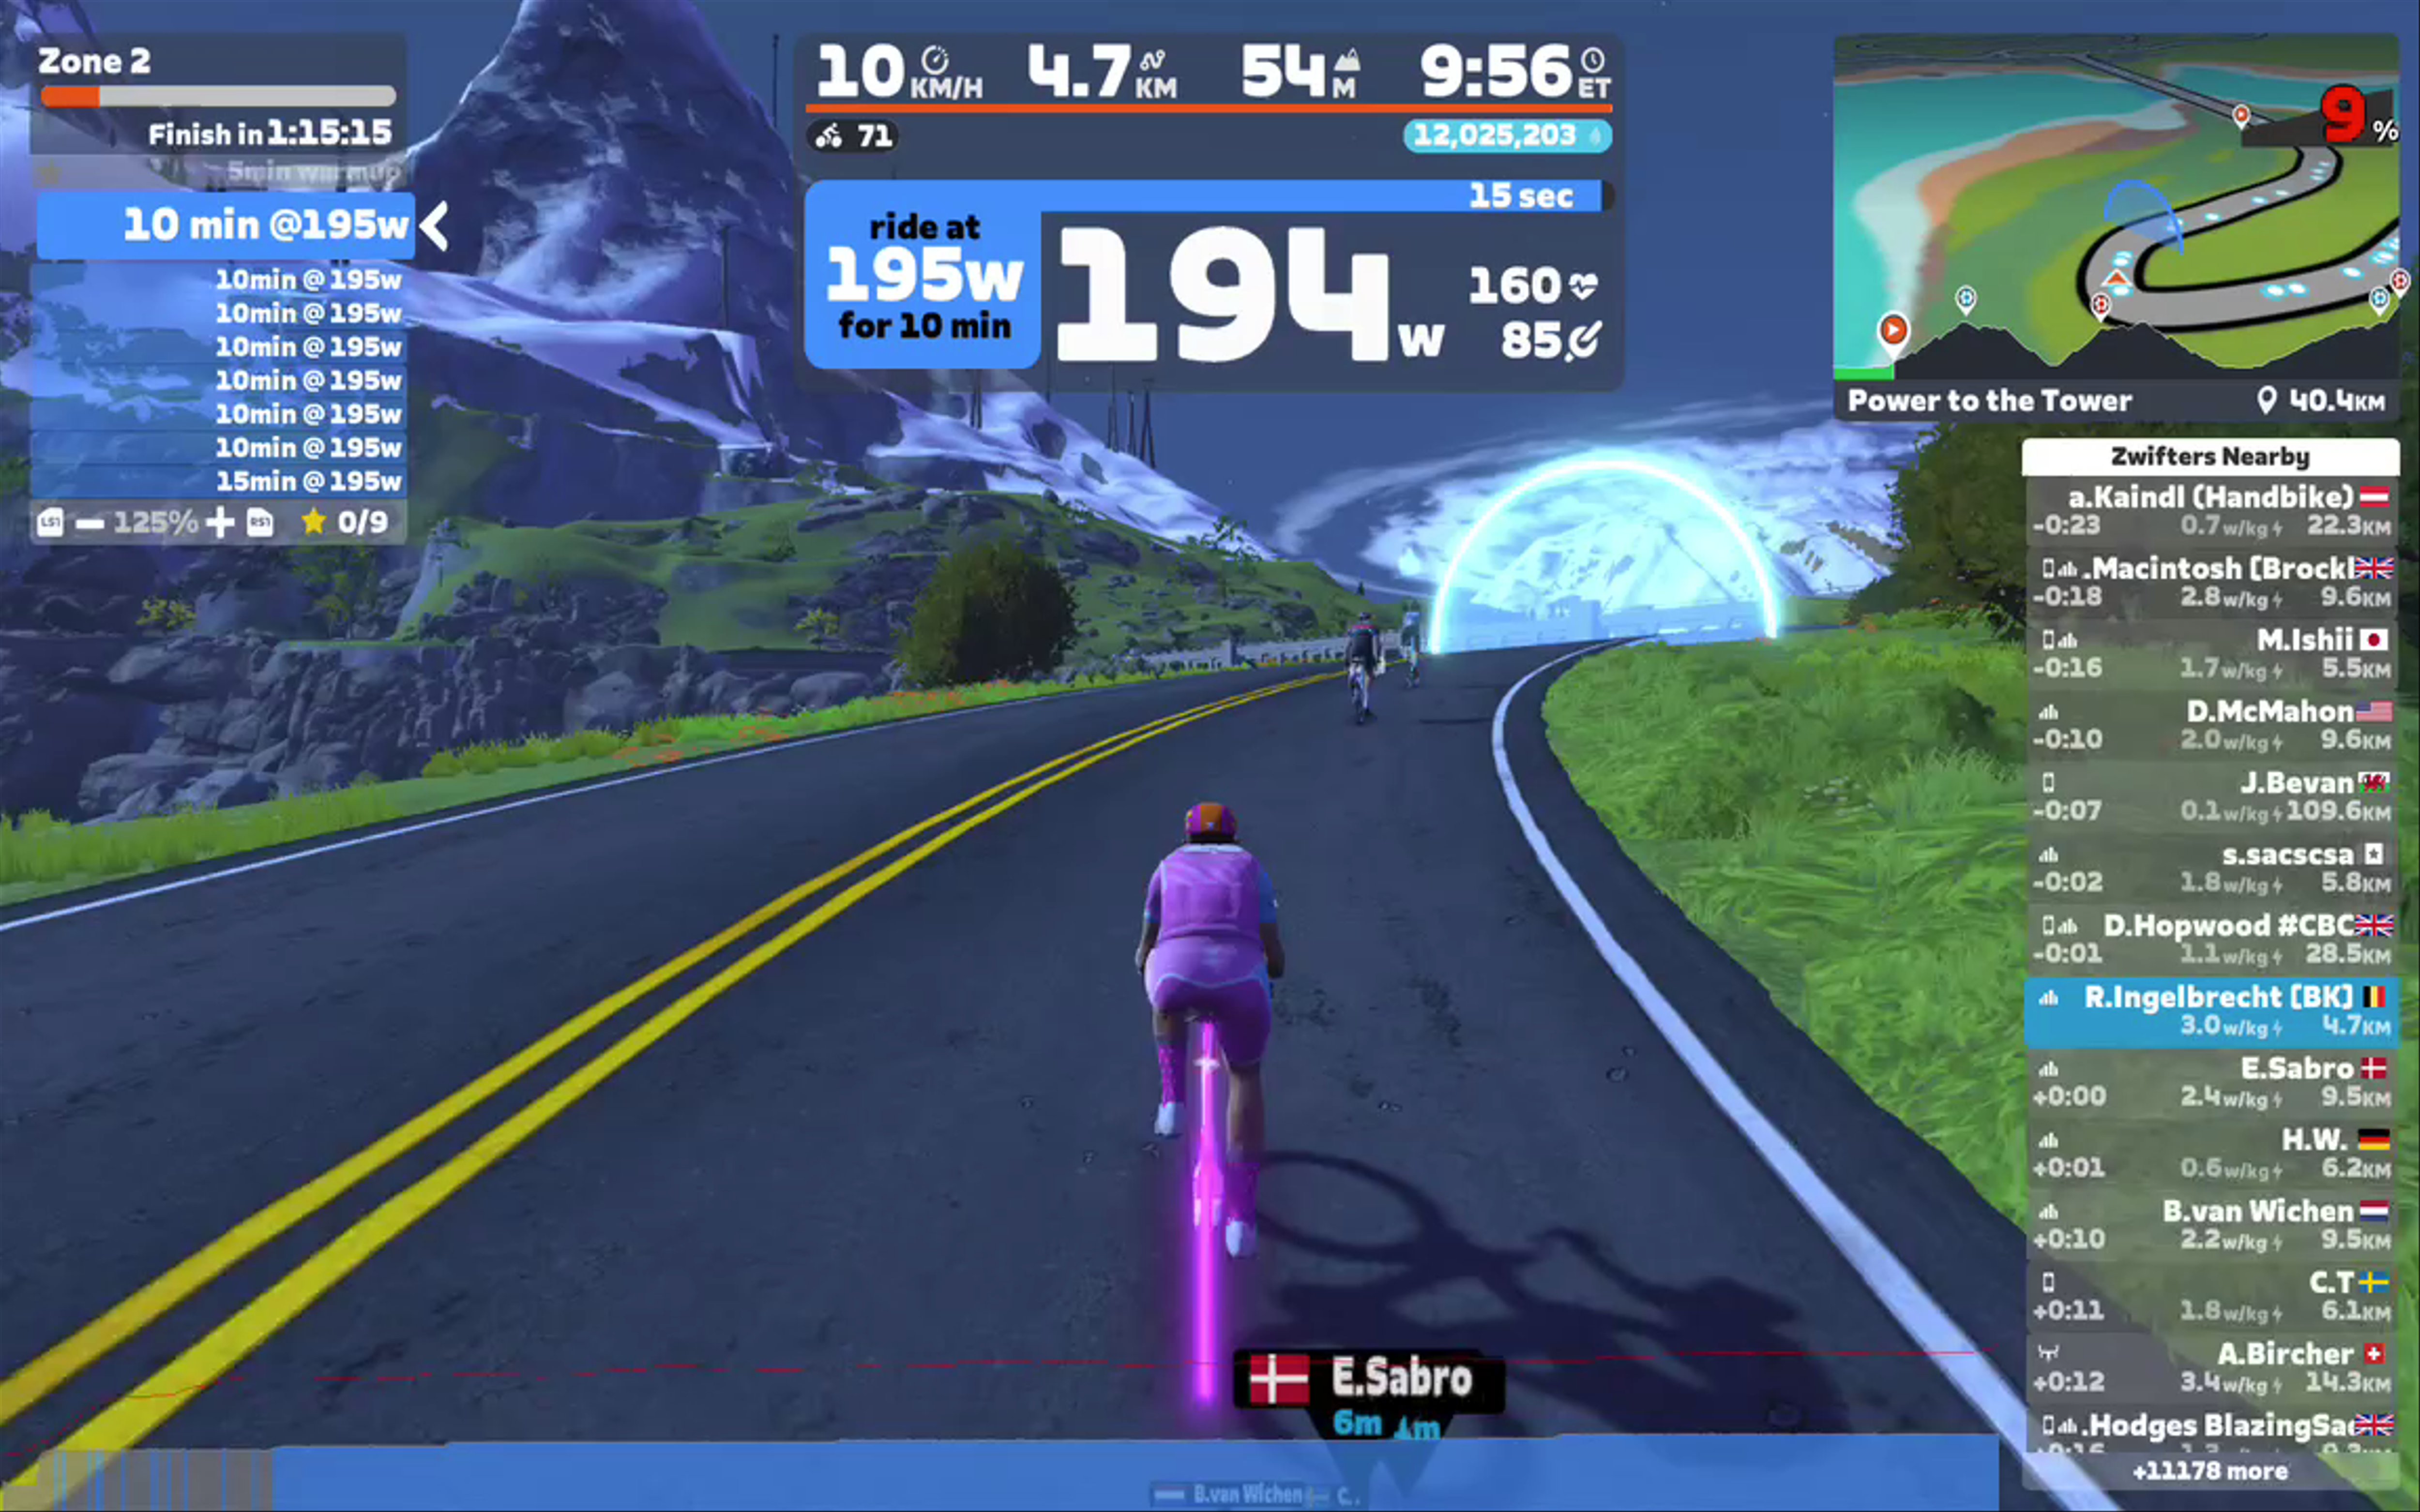 Zone 2
Finish in 1:15:15
5min warmup
10 min @195w
10min @ 195w
10min @ 195w
10min @ 195w
10min @ 195w
10min @ 195w
10min @ 195w
15min @ 195w
LS1 − 125% + RS1 0/9
10 KM/H 4.7 KM 54 M 9:56 ET
71
12,025,203
15 sec
ride at
195w
for 10 min
194w
160
85
9%
Power to the Tower 40.4KM
Zwifters Nearby
a.Kaindl (Handbike)
-0:23 0.7w/kg 22.3KM
.Macintosh (Brockl
-0:18 2.8w/kg 9.6KM
M.Ishii
-0:16 1.7w/kg 5.5KM
D.McMahon
-0:10 2.0w/kg 9.6KM
J.Bevan
-0:07 0.1w/kg 109.6KM
s.sacscsa
-0:02 1.8w/kg 5.8KM
D.Hopwood #CBC
-0:01 1.1w/kg 28.5KM
R.Ingelbrecht (BK)
3.0w/kg 4.7KM
E.Sabro
+0:00 2.4w/kg 9.5KM
H.W.
+0:01 0.6w/kg 6.2KM
B.van Wichen
+0:10 2.2w/kg 9.5KM
C.T
+0:11 1.8w/kg 6.1KM
A.Bircher
+0:12 3.4w/kg 14.3KM
.Hodges BlazingSa
+11178 more
E.Sabro
6m
B.van Wichen C.